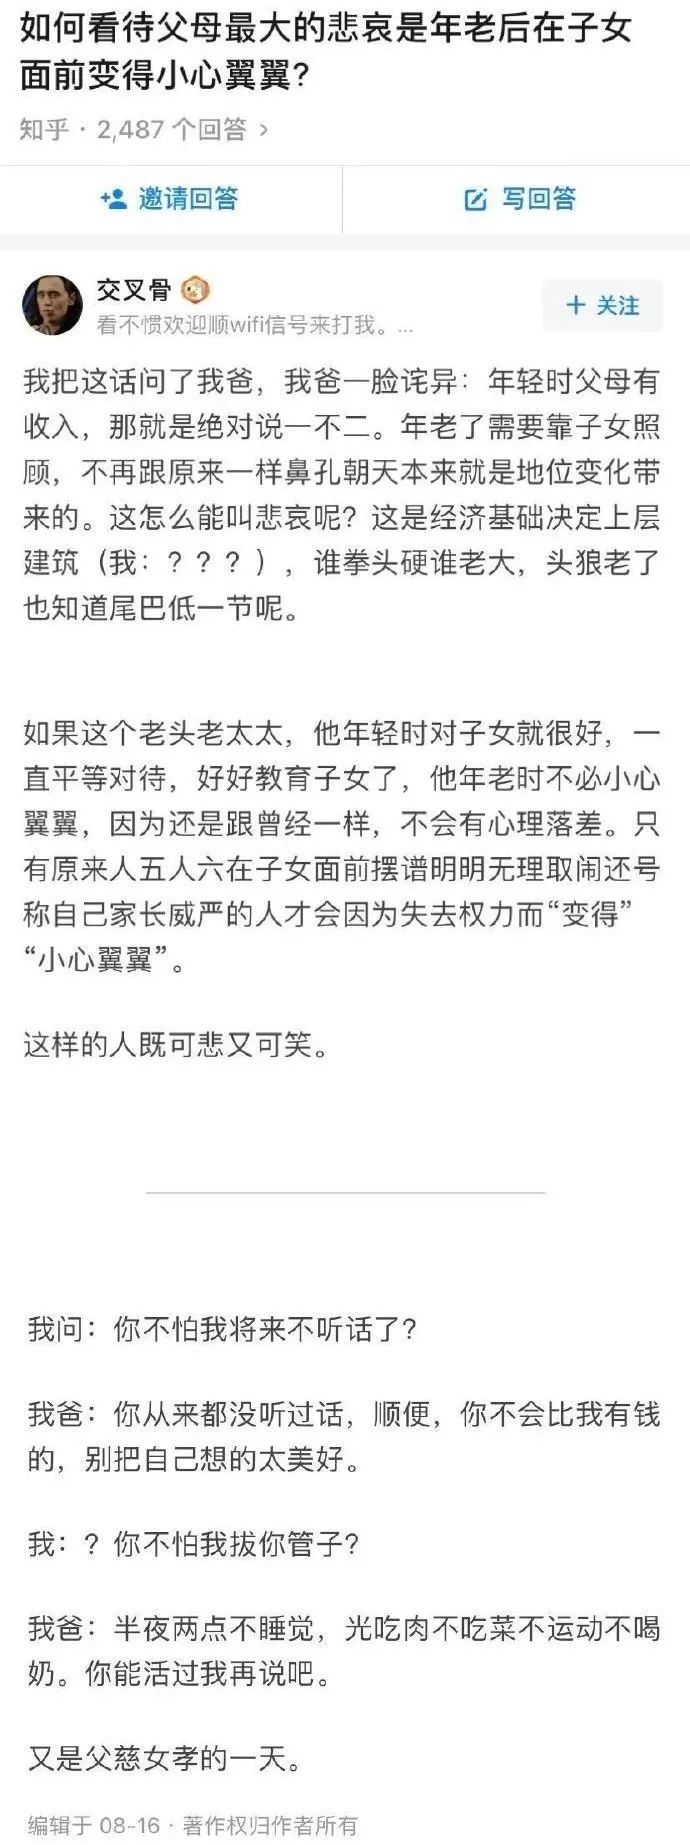 如何看待父母最大的悲哀是年老后在子女
面前变得小心翼翼?
知乎 · 2,487 个回答 >
邀请回答
写回答
交叉骨
+ 关注
看不惯欢迎顺wifi信号来打我。...
我把这话问了我爸，我爸一脸诧异：年轻时父母有
收入，那就是绝对说一不二。年老了需要靠子女照
顾，不再跟原来一样鼻孔朝天本来就是地位变化带
来的。这怎么能叫悲哀呢？这是经济基础决定上层
建筑（我：？？？），谁拳头硬谁老大，头狼老了
也知道尾巴低一节呢。
如果这个老头老太太，他年轻时对子女就很好，一
直平等对待，好好教育子女了，他年老时不必小心
翼翼，因为还是跟曾经一样，不会有心理落差。只
有原来人五人六在子女面前摆谱明明无理取闹还号
称自己家长威严的人才会因为失去权力而“变得”
“小心翼翼”。
这样的人既可悲又可笑。
我问：你不怕我将来不听话了?
我爸：你从来都没听过话，顺便，你不会比我有钱
的，别把自己想的太美好。
我：？你不怕我拔你管子?
我爸：半夜两点不睡觉，光吃肉不吃菜不运动不喝
奶。你能活过我再说吧。
又是父慈女孝的一天。
编辑于 08-16 · 著作权归作者所有